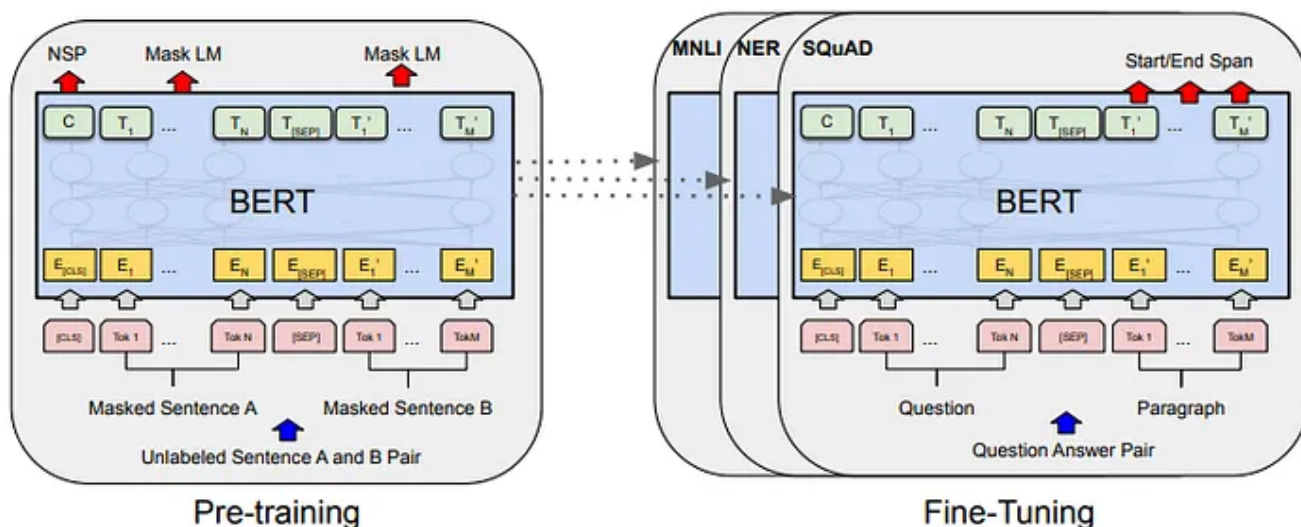 NSP Mask LM Mask LM
C T1 ... TN T[SEP] T1' ... TM'
BERT
E[CLS] E1 ... EN E[SEP] E1' ... EM'
[CLS] Tok 1 ... Tok N [SEP] Tok 1 ... TokM
Masked Sentence A Masked Sentence B
Unlabeled Sentence A and B Pair
Pre-training
MNLI NER SQuAD
Start/End Span
C T1 ... TN T[SEP] T1' ... TM'
BERT
E[CLS] E1 ... EN E[SEP] E1' ... EM'
[CLS] Tok 1 ... Tok N [SEP] Tok 1 ... TokM
Question Paragraph
Question Answer Pair
Fine-Tuning